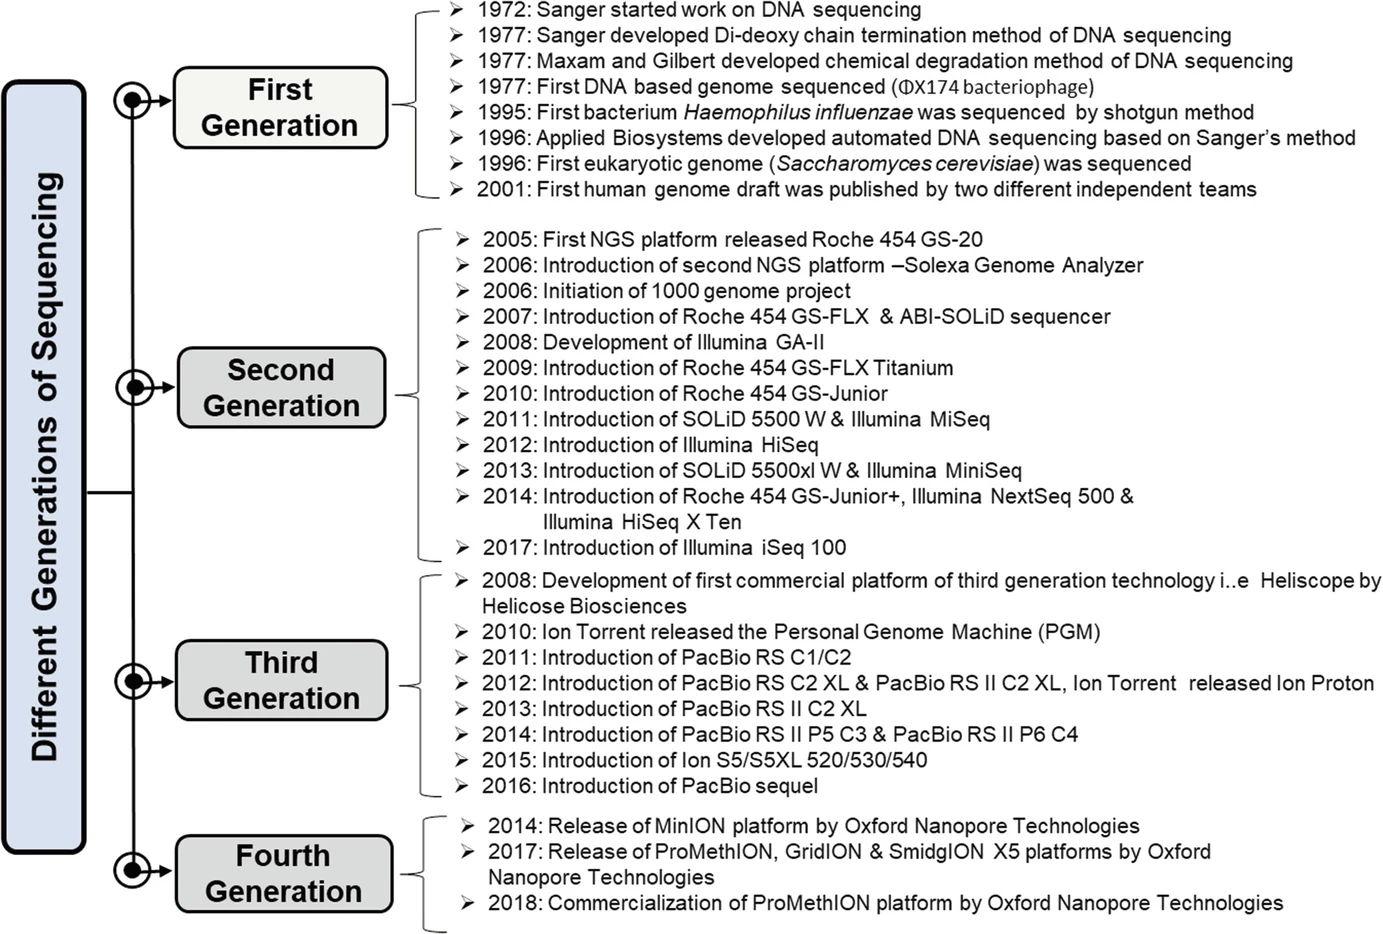 Different Generations of Sequencing
First
Generation
1972: Sanger started work on DNA sequencing
1977: Sanger developed Di-deoxy chain termination method of DNA sequencing
1977: Maxam and Gilbert developed chemical degradation method of DNA sequencing
1977: First DNA based genome sequenced (ΦX174 bacteriophage)
1995: First bacterium Haemophilus influenzae was sequenced by shotgun method
1996: Applied Biosystems developed automated DNA sequencing based on Sanger's method
1996: First eukaryotic genome (Saccharomyces cerevisiae) was sequenced
2001: First human genome draft was published by two different independent teams
Second
Generation
2005: First NGS platform released Roche 454 GS-20
2006: Introduction of second NGS platform –Solexa Genome Analyzer
2006: Initiation of 1000 genome project
2007: Introduction of Roche 454 GS-FLX & ABI-SOLiD sequencer
2008: Development of Illumina GA-II
2009: Introduction of Roche 454 GS-FLX Titanium
2010: Introduction of Roche 454 GS-Junior
2011: Introduction of SOLiD 5500 W & Illumina MiSeq
2012: Introduction of Illumina HiSeq
2013: Introduction of SOLiD 5500xl W & Illumina MiniSeq
2014: Introduction of Roche 454 GS-Junior+, Illumina NextSeq 500 &
Illumina HiSeq X Ten
2017: Introduction of Illumina iSeq 100
Third
Generation
2008: Development of first commercial platform of third generation technology i..e Heliscope by
Helicose Biosciences
2010: Ion Torrent released the Personal Genome Machine (PGM)
2011: Introduction of PacBio RS C1/C2
2012: Introduction of PacBio RS C2 XL & PacBio RS II C2 XL, Ion Torrent released Ion Proton
2013: Introduction of PacBio RS II C2 XL
2014: Introduction of PacBio RS II P5 C3 & PacBio RS II P6 C4
2015: Introduction of Ion S5/S5XL 520/530/540
2016: Introduction of PacBio sequel
Fourth
Generation
2014: Release of MinION platform by Oxford Nanopore Technologies
2017: Release of ProMethION, GridION & SmidgION X5 platforms by Oxford
Nanopore Technologies
2018: Commercialization of ProMethION platform by Oxford Nanopore Technologies